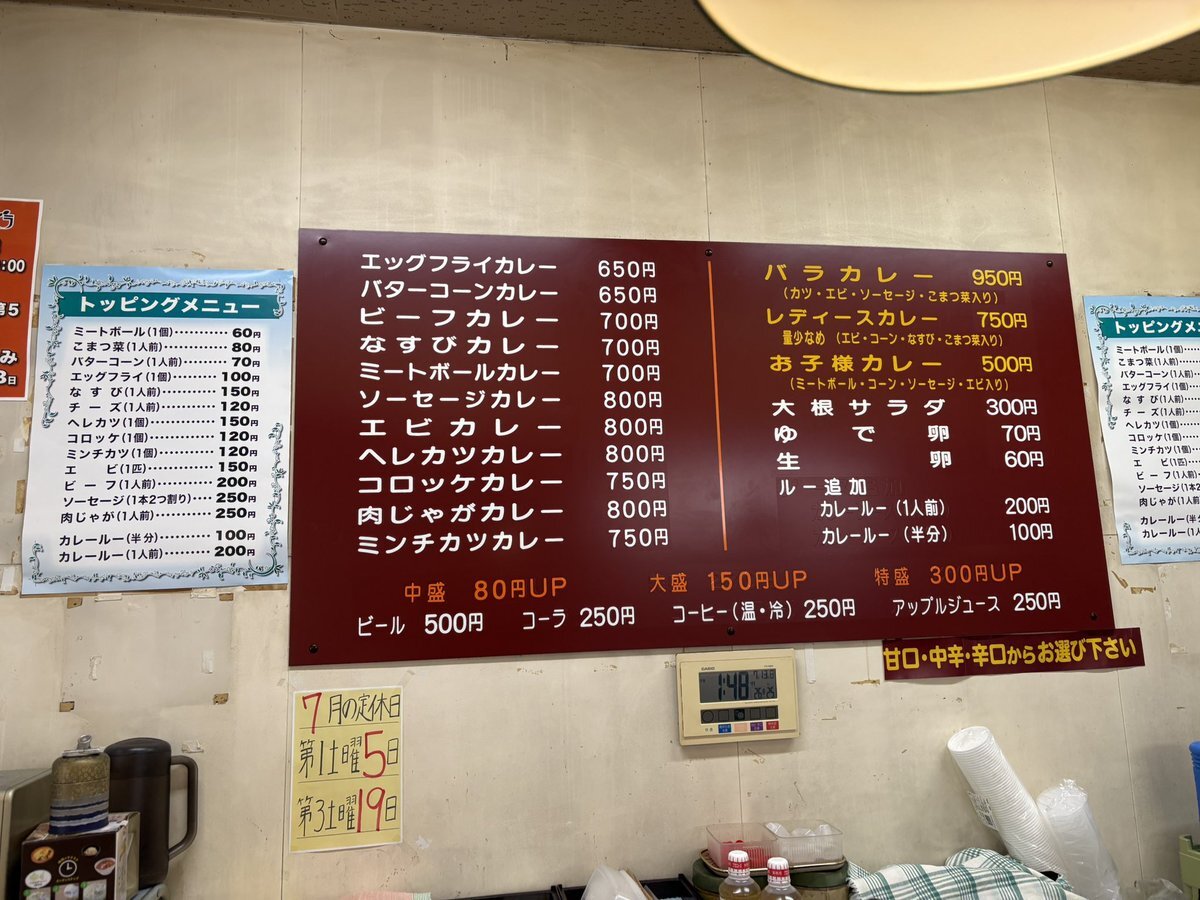 :00
第5
み
3日
トッピングメニュー
ミートボール(1個)………… 60円
こまつ菜(1人前)………… 80円
バターコーン(1人前)……… 70円
エッグフライ(1個)……… 100円
なすび(1人前)………… 150円
チーズ(1人前)………… 120円
ヘレカツ(1個)………… 150円
コロッケ(1個)………… 120円
ミンチカツ(1個)……… 120円
エビ(1匹)………… 150円
ビーフ(1人前)………… 200円
ソーセージ(1本2つ割り)… 250円
肉じゃが(1人前)……… 250円
カレールー(半分)……… 100円
カレールー(1人前)……… 200円
エッグフライカレー 650円
バターコーンカレー 650円
ビーフカレー 700円
なすびカレー 700円
ミートボールカレー 700円
ソーセージカレー 800円
エビカレー 800円
ヘレカツカレー 800円
コロッケカレー 750円
肉じゃがカレー 800円
ミンチカツカレー 750円
バラカレー 950円
(カツ・エビ・ソーセージ・こまつ菜入り)
レディースカレー 750円
量少なめ (エビ・コーン・なすび・こまつ菜入り)
お子様カレー 500円
(ミートボール・コーン・ソーセージ・エビ入り)
大根サラダ 300円
ゆで卵 70円
生卵 60円
ルー追加
カレールー(1人前) 200円
カレールー (半分) 100円
中盛 80円UP 大盛 150円UP 特盛 300円UP
ビール 500円 コーラ 250円 コーヒー(温・冷) 250円 アップルジュース 250円
甘口・中辛・辛口からお選び下さい
トッピングメニ
ミートボール(1個)…
こまつ菜(1人前)…
バターコーン(1人前)
エッグフライ(1個)…
なすび(1人前)…
チーズ(1人前)…
ヘレカツ(1個)…
コロッケ(1個)…
ミンチカツ(1個)…
エビ(1匹)…
ビーフ(1人前)…
ソーセージ(1本2
肉じゃが(1人前)
カレールー(半分
カレールー(1人前
CASIO
1:48
7月の定休日
第1土曜5日
第3土曜19日